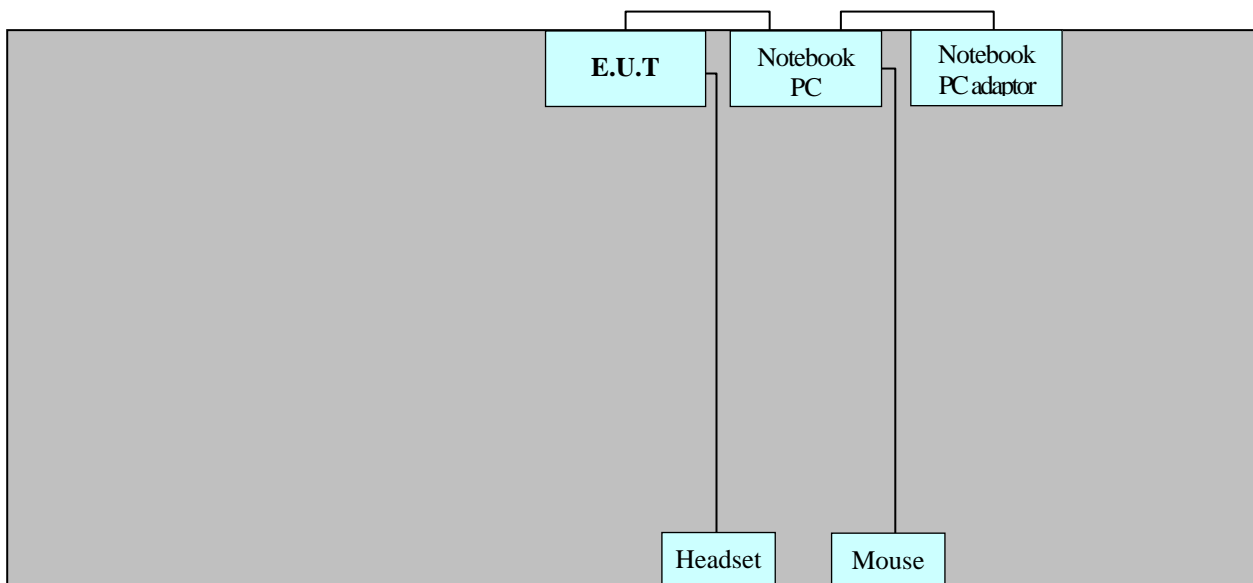 E.U.T
Notebook
PC
Notebook
PC adaptor
Headset
Mouse